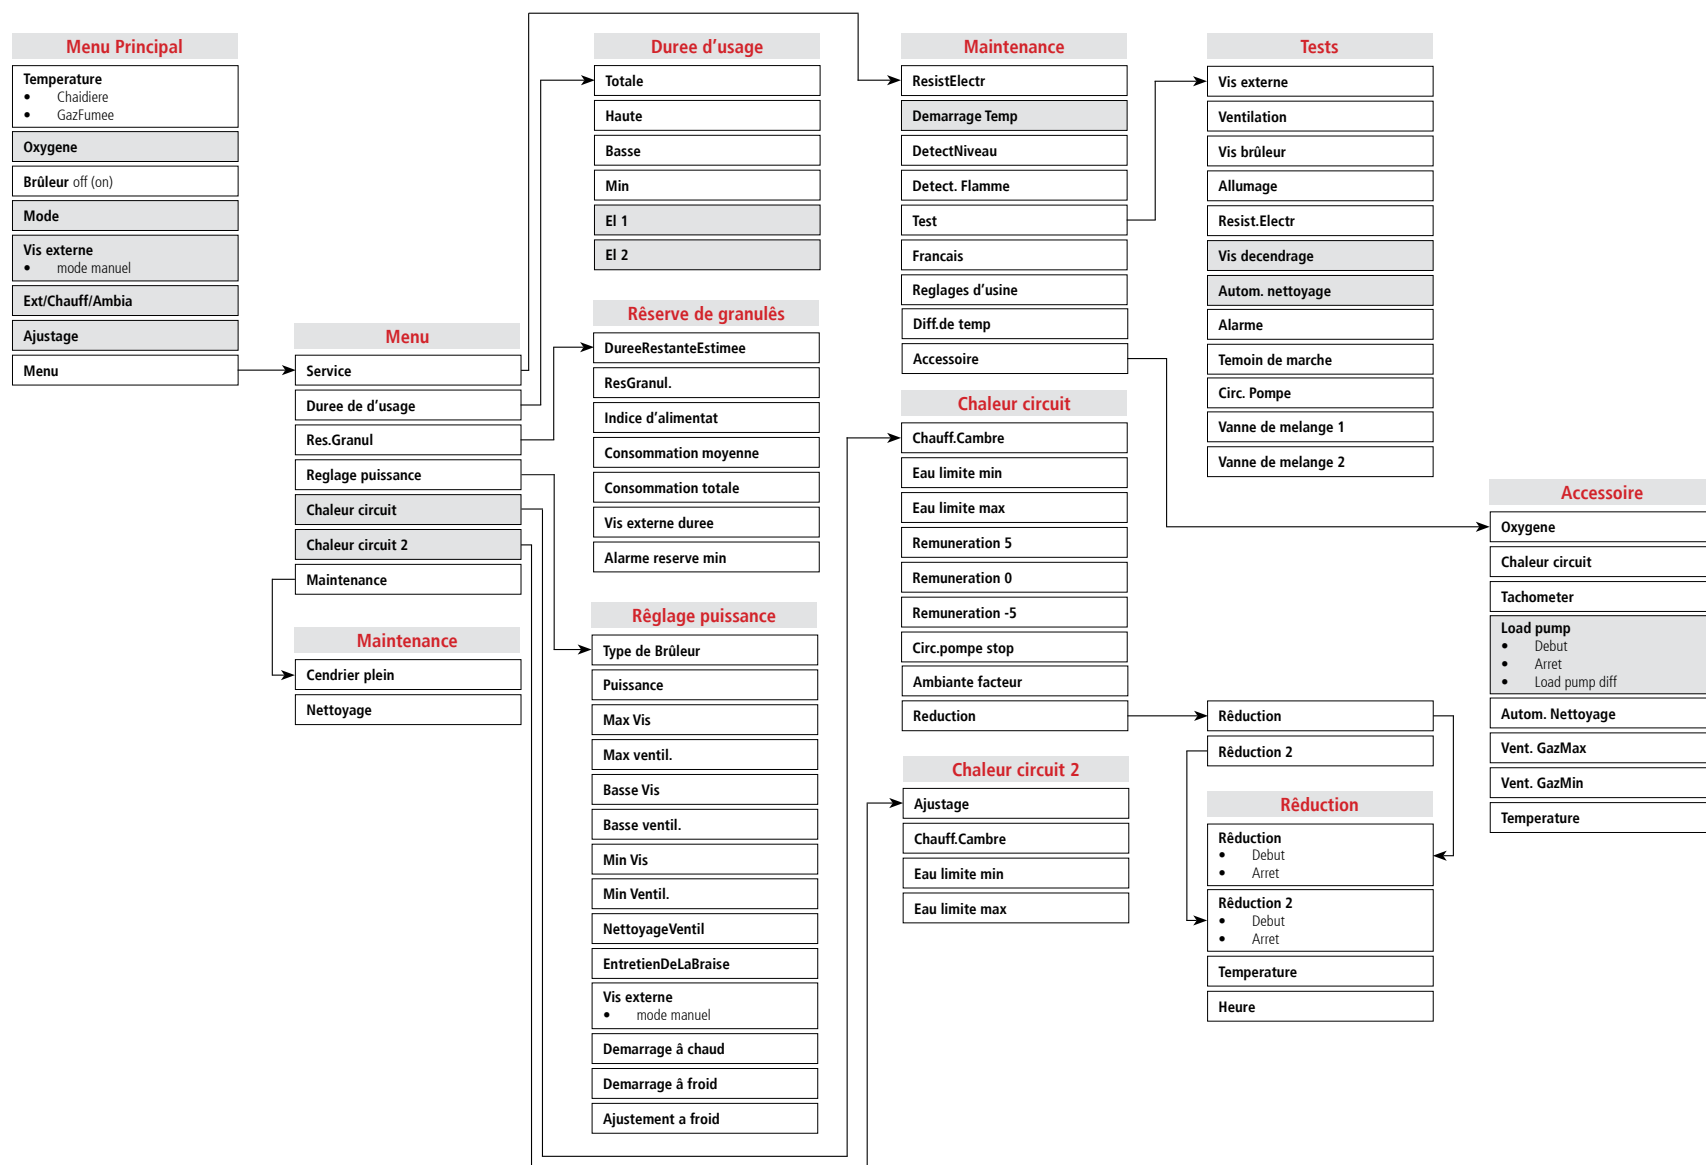 Menu Principal
Temperature
• Chaidiere
• GazFumee
Oxygene
Brûleur off (on)
Mode
Vis externe
• mode manuel
Ext/Chauff/Ambia
Ajustage
Menu
Menu
Service
Duree de d'usage
Res.Granul
Reglage puissance
Chaleur circuit
Chaleur circuit 2
Maintenance
Maintenance
Cendrier plein
Nettoyage
Duree d'usage
Totale
Haute
Basse
Min
El 1
El 2
Rêserve de granulês
DureeRestanteEstimee
ResGranul.
Indice d'alimentat
Consommation moyenne
Consommation totale
Vis externe duree
Alarme reserve min
Rêglage puissance
Type de Brûleur
Puissance
Max Vis
Max ventil.
Basse Vis
Basse ventil.
Min Vis
Min Ventil.
NettoyageVentil
EntretienDeLaBraise
Vis externe
• mode manuel
Demarrage â chaud
Demarrage â froid
Ajustement a froid
Maintenance
ResistElectr
Demarrage Temp
DetectNiveau
Detect. Flamme
Test
Francais
Reglages d'usine
Diff.de temp
Accessoire
Chaleur circuit
Chauff.Cambre
Eau limite min
Eau limite max
Remuneration 5
Remuneration 0
Remuneration -5
Circ.pompe stop
Ambiante facteur
Reduction
Chaleur circuit 2
Ajustage
Chauff.Cambre
Eau limite min
Eau limite max
Tests
Vis externe
Ventilation
Vis brûleur
Allumage
Resist.Electr
Vis decendrage
Autom. nettoyage
Alarme
Temoin de marche
Circ. Pompe
Vanne de melange 1
Vanne de melange 2
Rêduction
Rêduction 2
Rêduction
Rêduction
• Debut
• Arret
Rêduction 2
• Debut
• Arret
Temperature
Heure
Accessoire
Oxygene
Chaleur circuit
Tachometer
Load pump
• Debut
• Arret
• Load pump diff
Autom. Nettoyage
Vent. GazMax
Vent. GazMin
Temperature